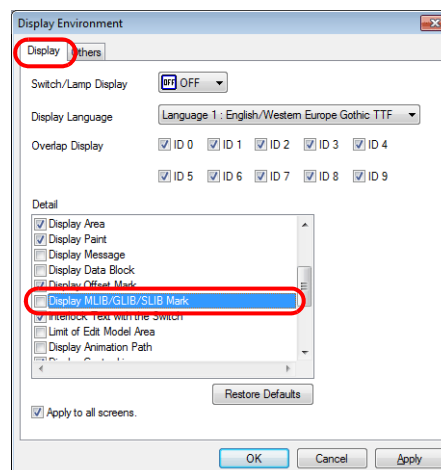 Display Environment
Display Others
Switch/Lamp Display OFF OFF
Display Language Language 1 : English/Western Europe Gothic TTF
Overlap Display ID 0 ID 1 ID 2 ID 3 ID 4
ID 5 ID 6 ID 7 ID 8 ID 9
Detail
Display Area
Display Paint
Display Message
Display Data Block
Display Offset Mark
Display MLIB/GLIB/SLIB Mark
Interlock Text with the Switch
Limit of Edit Model Area
Display Animation Path
Restore Defaults
Apply to all screens.
OK Cancel Apply